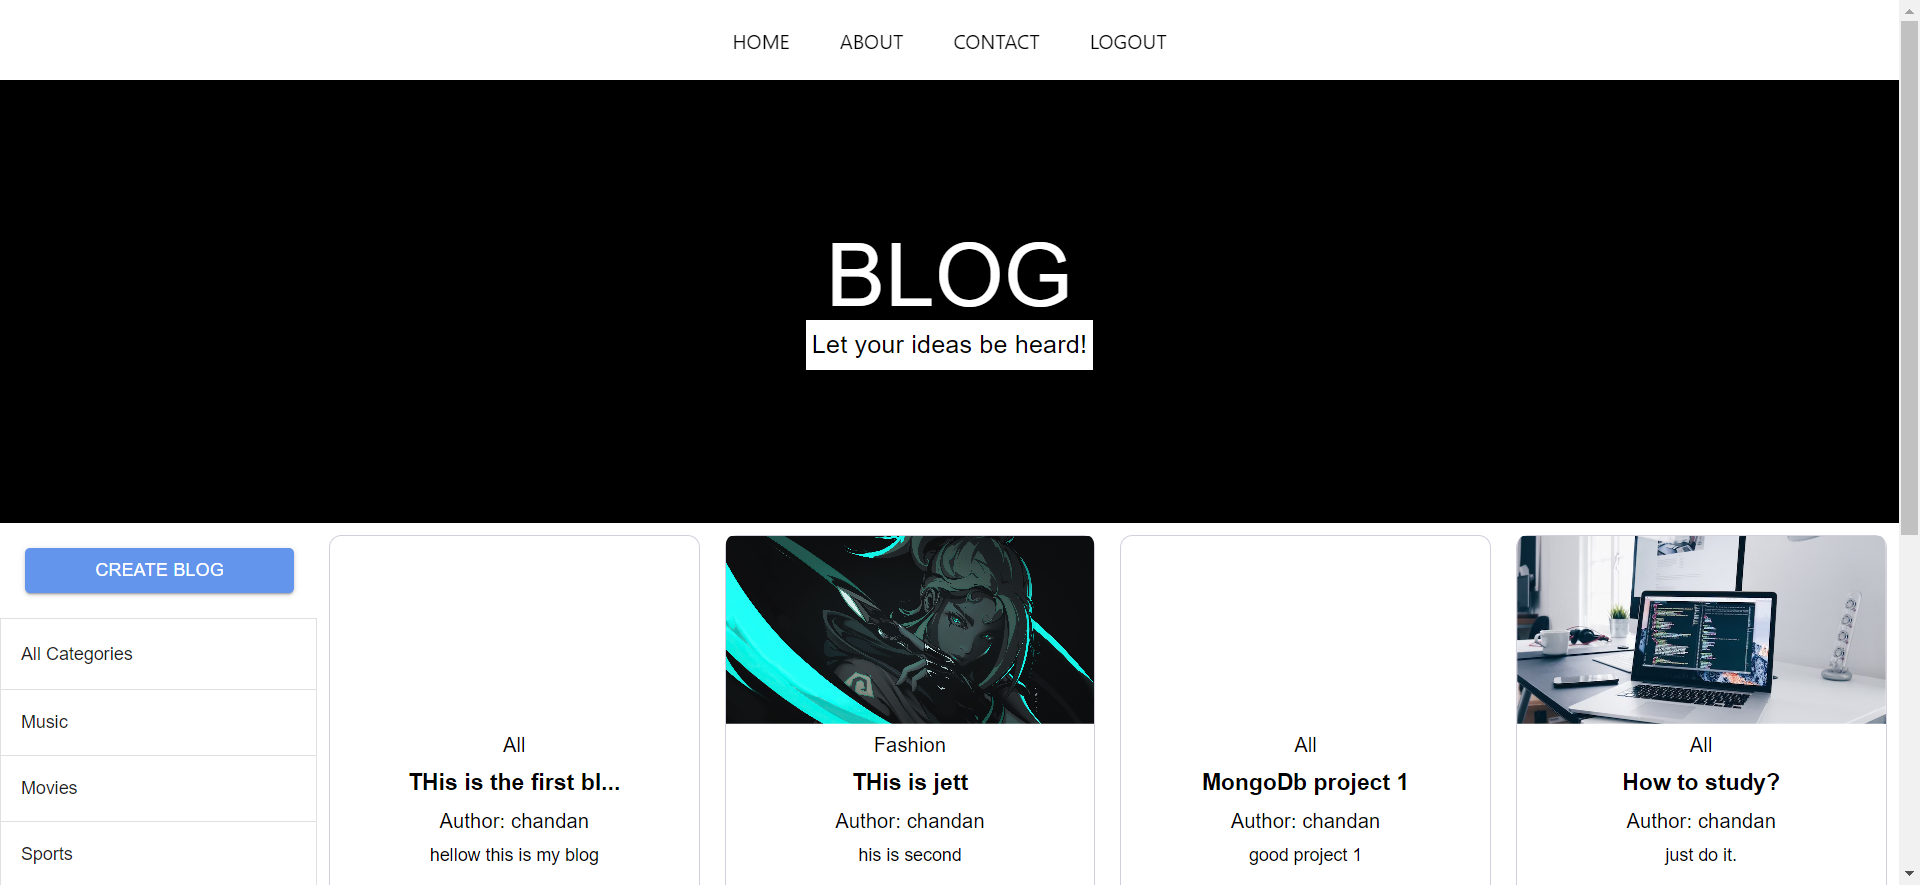 HOME ABOUT CONTACT LOGOUT
BLOG
Let your ideas be heard!
CREATE BLOG
All Categories
Music
Movies
Sports
All
THis is the first bl...
Author: chandan
hellow this is my blog
Fashion
THis is jett
Author: chandan
his is second
All
MongoDb project 1
Author: chandan
good project 1
All
How to study?
Author: chandan
just do it.